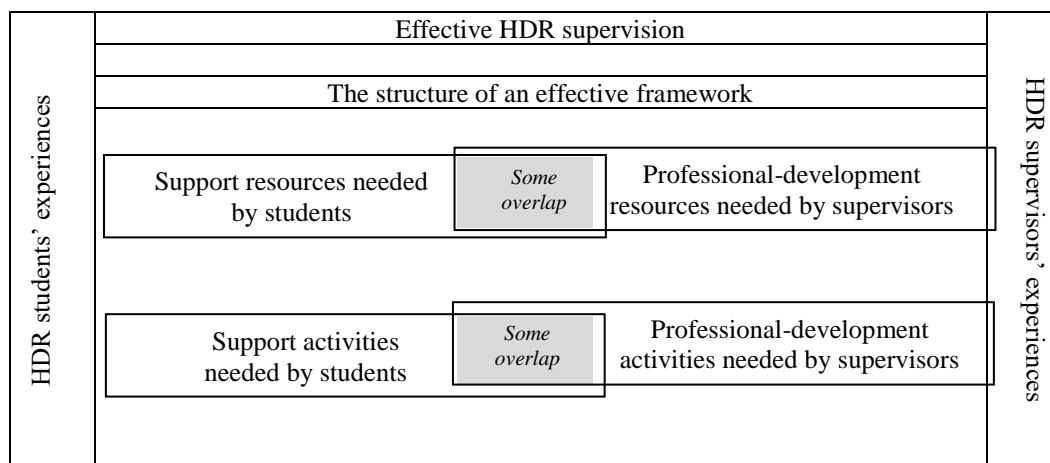 Effective HDR supervision
The structure of an effective framework
HDR students’ experiences
Support resources needed
by students
Some
overlap
Professional-development
resources needed by supervisors
Support activities
needed by students
Some
overlap
Professional-development
activities needed by supervisors
HDR supervisors’ experiences